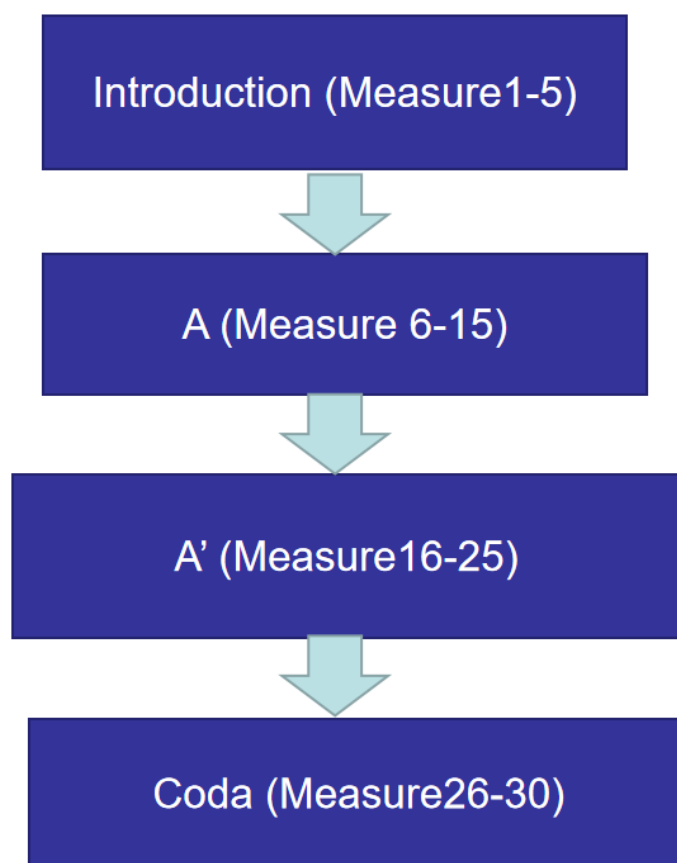 Introduction (Measure1-5)
A (Measure 6-15)
A’ (Measure16-25)
Coda (Measure26-30)